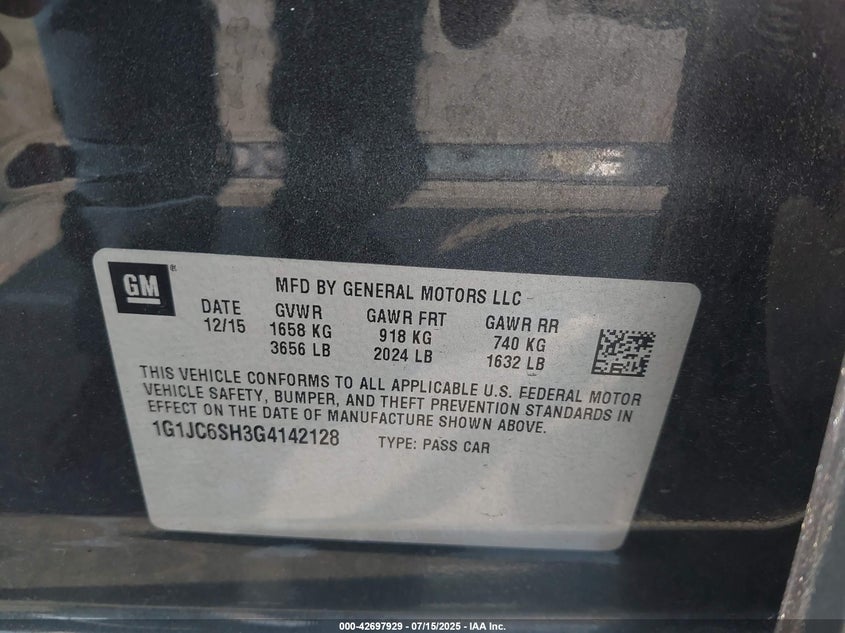 GM®
MFD BY GENERAL MOTORS LLC
DATE GVWR GAWR FRT GAWR RR
12/15 1658 KG 918 KG 740 KG
3656 LB 2024 LB 1632 LB
THIS VEHICLE CONFORMS TO ALL APPLICABLE U.S. FEDERAL MOTOR
VEHICLE SAFETY, BUMPER, AND THEFT PREVENTION STANDARDS IN
EFFECT ON THE DATE OF MANUFACTURE SHOWN ABOVE.
1G1JC6SH3G4142128 TYPE: PASS CAR
000-42697929 - 07/15/2025 - IAA Inc.